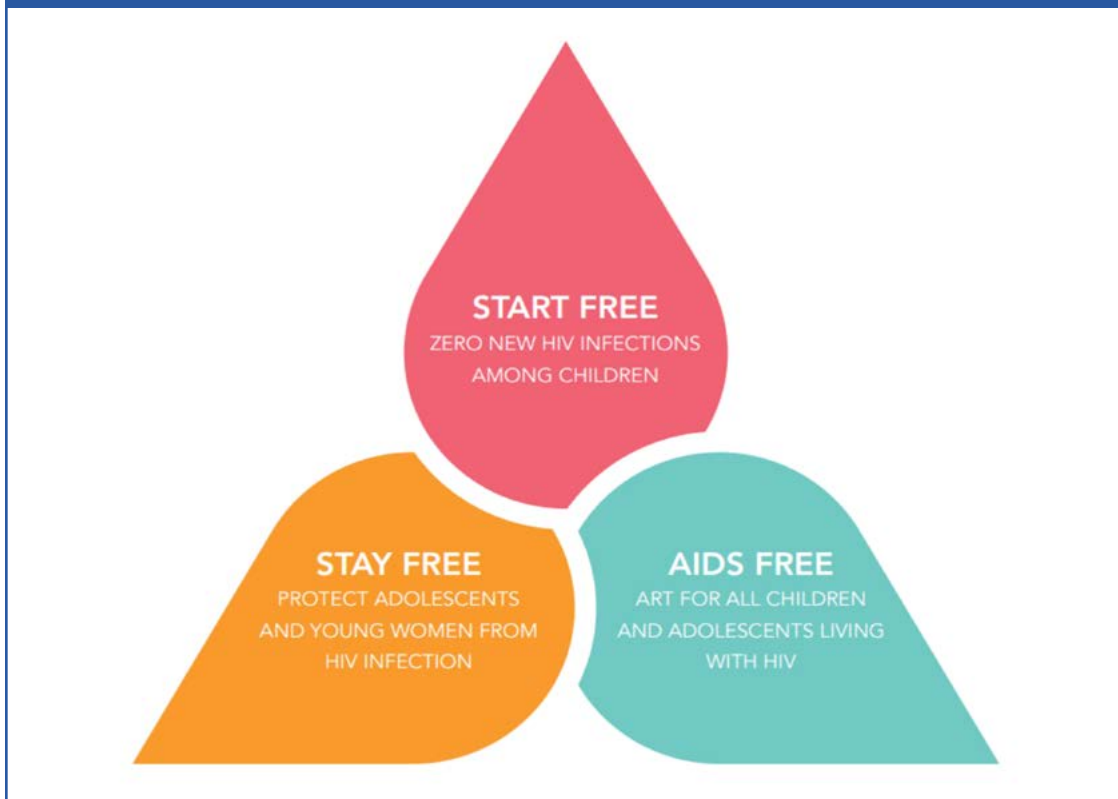 START FREE
ZERO NEW HIV INFECTIONS
AMONG CHILDREN
STAY FREE
PROTECT ADOLESCENTS
AND YOUNG WOMEN FROM
HIV INFECTION
AIDS FREE
ART FOR ALL CHILDREN
AND ADOLESCENTS LIVING
WITH HIV